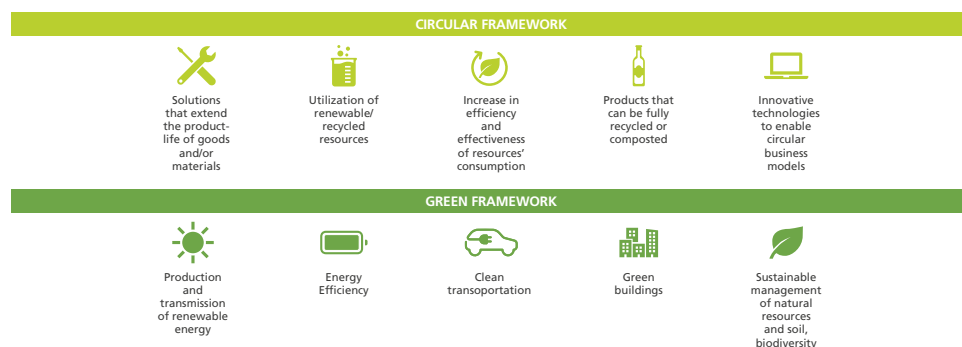 CIRCULAR FRAMEWORK
Solutions
that extend
the product-
life of goods
and/or
materials
Utilization of
renewable/
recycled
resources
Increase in
efficiency
and
effectiveness
of resources’
consumption
Products that
can be fully
recycled or
composted
Innovative
technologies
to enable
circular
business
models
GREEN FRAMEWORK
Production
and
transmission
of renewable
energy
Energy
Efficiency
Clean
transoportation
Green
buildings
Sustainable
management
of natural
resources
and soil,
biodiversity